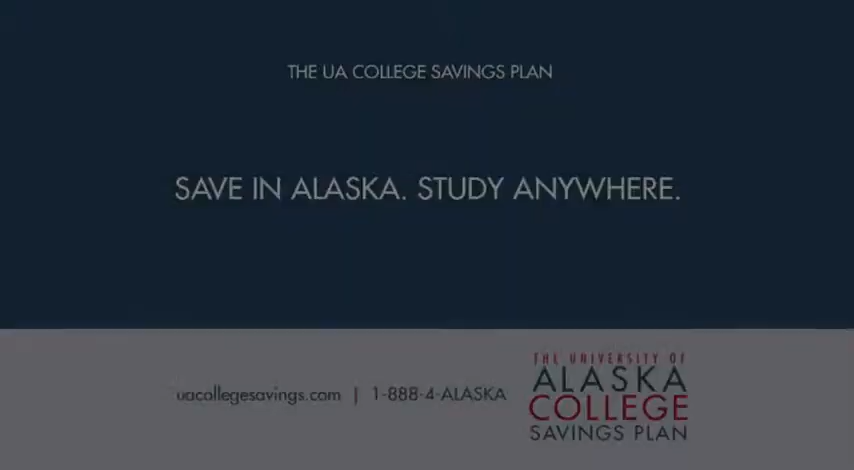 THE UA COLLEGE SAVINGS PLAN
SAVE IN ALASKA. STUDY ANYWHERE.
uacollegesavings.com | 1-888-4-ALASKA
THE UNIVERSITY OF
ALASKA
COLLEGE
SAVINGS PLAN